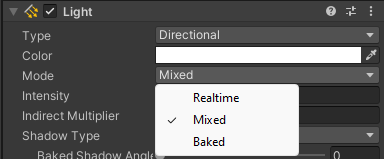 Light
Type Directional
Color
Mode Mixed
Intensity
Realtime
Indirect Multiplier
Mixed
Shadow Type
Baked
Baked Shadow Angle 0